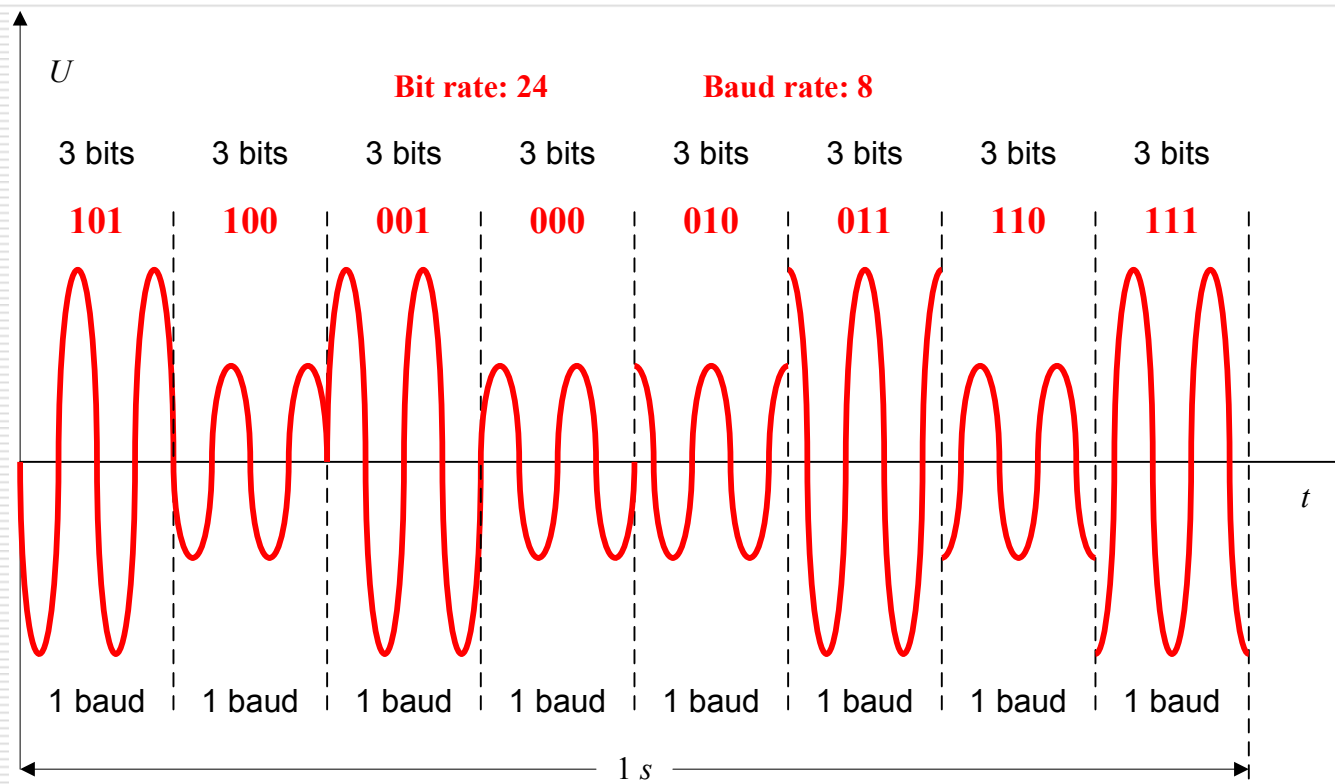 U
Bit rate: 24 Baud rate: 8
3 bits 3 bits 3 bits 3 bits 3 bits 3 bits 3 bits 3 bits
101 100 001 000 010 011 110 111
t
1 baud 1 baud 1 baud 1 baud 1 baud 1 baud 1 baud 1 baud
1 s